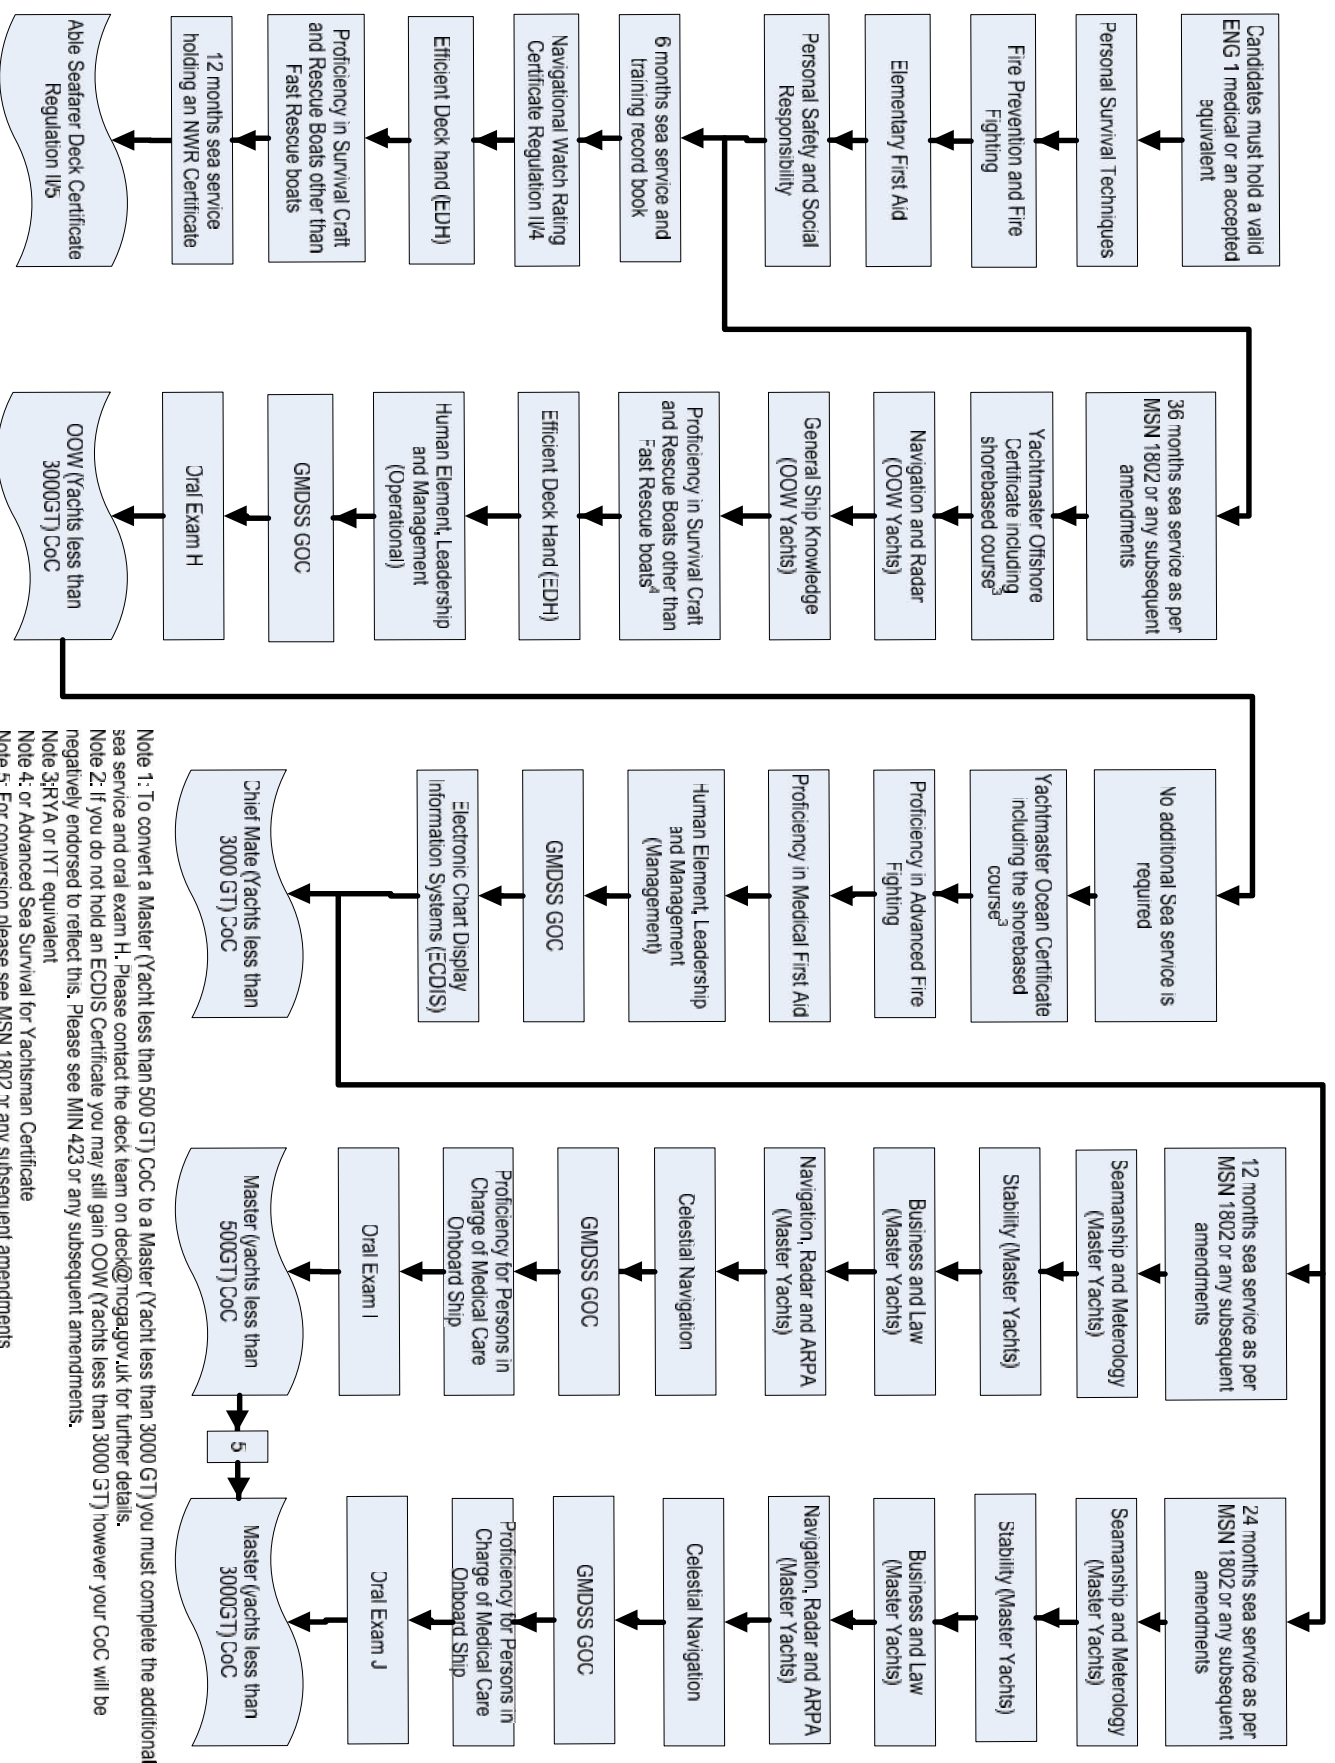 Candidates must hold a valid
ENG 1 medical or an accepted
equivalent
Personal Survival Techniques
Fire Prevention and Fire
Fighting
Elementary First Aid
Personal Safety and Social
Responsibility
6 months sea service and
training record book
Navigational Watch Rating
Certificate Regulation II/4
Efficient Deck hand (EDH)
Proficiency in Survival Craft
and Rescue Boats other than
Fast Rescue boats
12 months sea service
holding an NWR Certificate
Able Seafarer Deck Certificate
Regulation II/5
36 months sea service as per
MSN 1802 or any subsequent
amendments
Yachtmaster Offshore
Certificate including
shorebased course3
Navigation and Radar
(OOW Yachts)
General Ship Knowledge
(OOW Yachts)
Proficiency in Survival Craft
and Rescue Boats other than
Fast Rescue boats4
Efficient Deck Hand (EDH)
Human Element, Leadership
and Management
(Operational)
GMDSS GOC
Oral Exam H
OOW (Yachts less than
3000GT) CoC
No additional Sea service is
required
Yachtmaster Ocean Certificate
including the shorebased
course3
Proficiency in Advanced Fire
Fighting
Proficiency in Medical First Aid
Human Element, Leadership
and Management
(Management)
GMDSS GOC
Electronic Chart Display
Information Systems (ECDIS)
Chief Mate (Yachts less than
3000 GT) CoC
12 months sea service as per
MSN 1802 or any subsequent
amendments
Seamanship and Meterology
(Master Yachts)
Stability (Master Yachts)
Business and Law
(Master Yachts)
Navigation, Radar and ARPA
(Master Yachts)
Celestial Navigation
GMDSS GOC
Proficiency for Persons in
Charge of Medical Care
Onboard Ship
Oral Exam I
Master (yachts less than
500GT) CoC
5
24 months sea service as per
MSN 1802 or any subsequent
amendments
Seamanship and Meterology
(Master Yachts)
Stability (Master Yachts)
Business and Law
(Master Yachts)
Navigation, Radar and ARPA
(Master Yachts)
Celestial Navigation
GMDSS GOC
Proficiency for Persons in
Charge of Medical Care
Onboard Ship
Oral Exam J
Master (yachts less than
3000GT) CoC
Note 1: To convert a Master (Yacht less than 500 GT) CoC to a Master (Yacht less than 3000 GT) you must complete the additional
sea service and oral exam H. Please contact the deck team on deck@mcga.gov.uk for further details.
Note 2: If you do not hold an ECDIS Certificate you may still gain OOW (Yachts less than 3000 GT) however your CoC will be
negatively endorsed to reflect this. Please see MIN 423 or any subsequent amendments.
Note 3:RYA or IYT equivalent
Note 4: or Advanced Sea Survival for Yachtsman Certificate
Note 5: For conversion please see MSN 1802 or any subsequent amendments